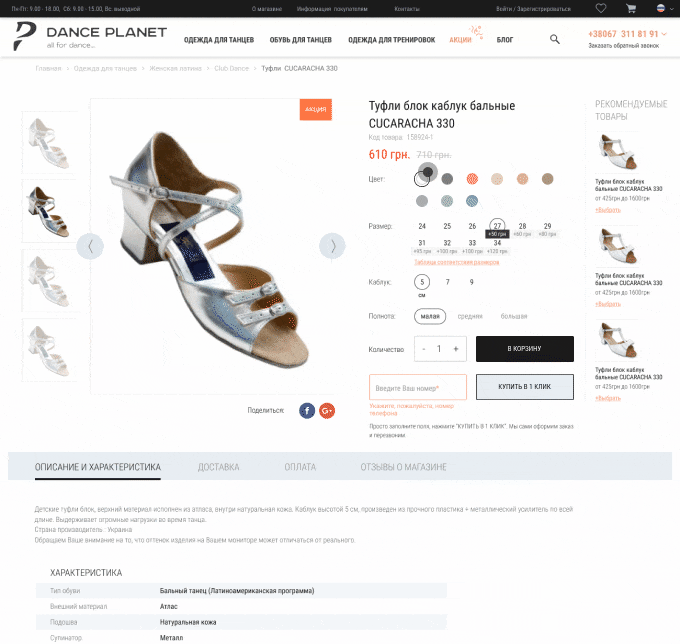 Пн-Пт: 9.00 - 18.00, Сб: 9.00 - 15.00, Вс: выходной
О магазине
Информация покупателям
Контакты
Войти / Зарегистрироваться
DANCE PLANET
all for dance...
ОДЕЖДА ДЛЯ ТАНЦЕВ
ОБУВЬ ДЛЯ ТАНЦЕВ
ОДЕЖДА ДЛЯ ТРЕНИРОВОК
АКЦИИ
БЛОГ
+38067 311 81 91
Заказать обратный звонок
Главная > Одежда для танцев > Женская латина > Club Dance > Туфли CUCARACHA 330
АКЦИЯ
Туфли блок каблук бальные
CUCARACHA 330
Код товара: 158924-1
610 грн. 710 грн.
Цвет:
Размер:
24 25 26 27 28 29
+50 грн +60 грн +80 грн
31 32 33 34
+95 грн +100 грн +100 грн +120 грн
Таблица соответствия размеров
Каблук:
5 7 9
см
Полнота:
малая средняя большая
Количество
- 1 +
В КОРЗИНУ
Введите Ваш номер*
КУПИТЬ В 1 КЛИК
Укажите, пожалуйста, номер
телефона
Просто заполни поля, нажмите "КУПИТЬ В 1 КЛИК". Мы сами оформим заказ
и перезвоним.
Поделиться:
f
G+
РЕКОМЕНДУЕМЫЕ
ТОВАРЫ
Туфли блок каблук
бальные CUCARACHA 330
от 425грн до 1600грн
+Выбрать
Туфли блок каблук
бальные CUCARACHA 330
от 425грн до 1600грн
+Выбрать
Туфли блок каблук
бальные CUCARACHA 330
от 425грн до 1600грн
+Выбрать
ОПИСАНИЕ И ХАРАКТЕРИСТИКА
ДОСТАВКА
ОПЛАТА
ОТЗЫВЫ О МАГАЗИНЕ
Детские туфли блок, верхний материал исполнен из атласа, внутри натуральная кожа. Каблук высотой 5 см, произведен из прочного пластика + металлический усилитель по всей
длине. Выдерживает огромные нагрузки во время танца.
Страна производитель : Украина
Обращаем Ваше внимание на то, что оттенок изделия на Вашем мониторе может отличаться от реального.
ХАРАКТЕРИСТИКА
Тип обуви Бальный танец (Латиноамериканская программа)
Внешний материал Атлас
Подошва Натуральная кожа
Супинатор Металл